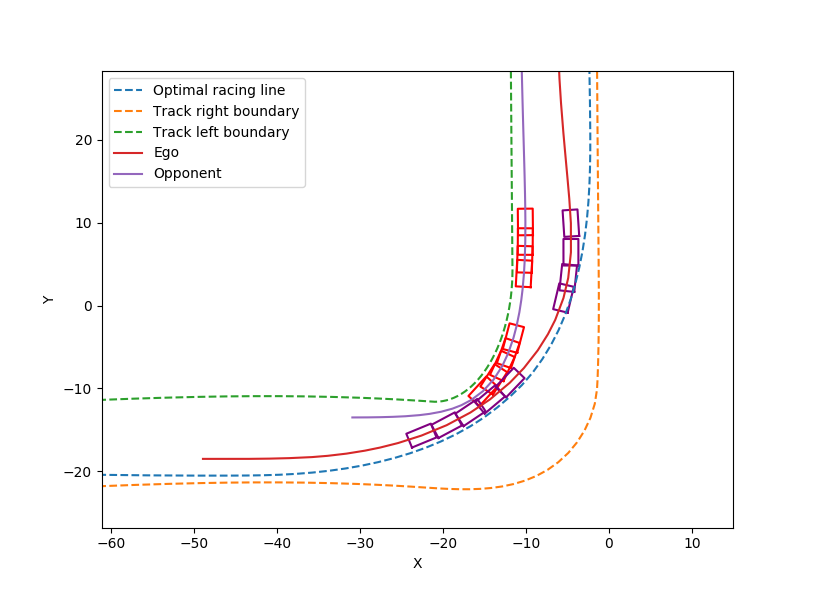 Optimal racing line
Track right boundary
Track left boundary
Ego
Opponent
20
10
0
−10
−20
Y
−60 −50 −40 −30 −20 −10 0 10
X